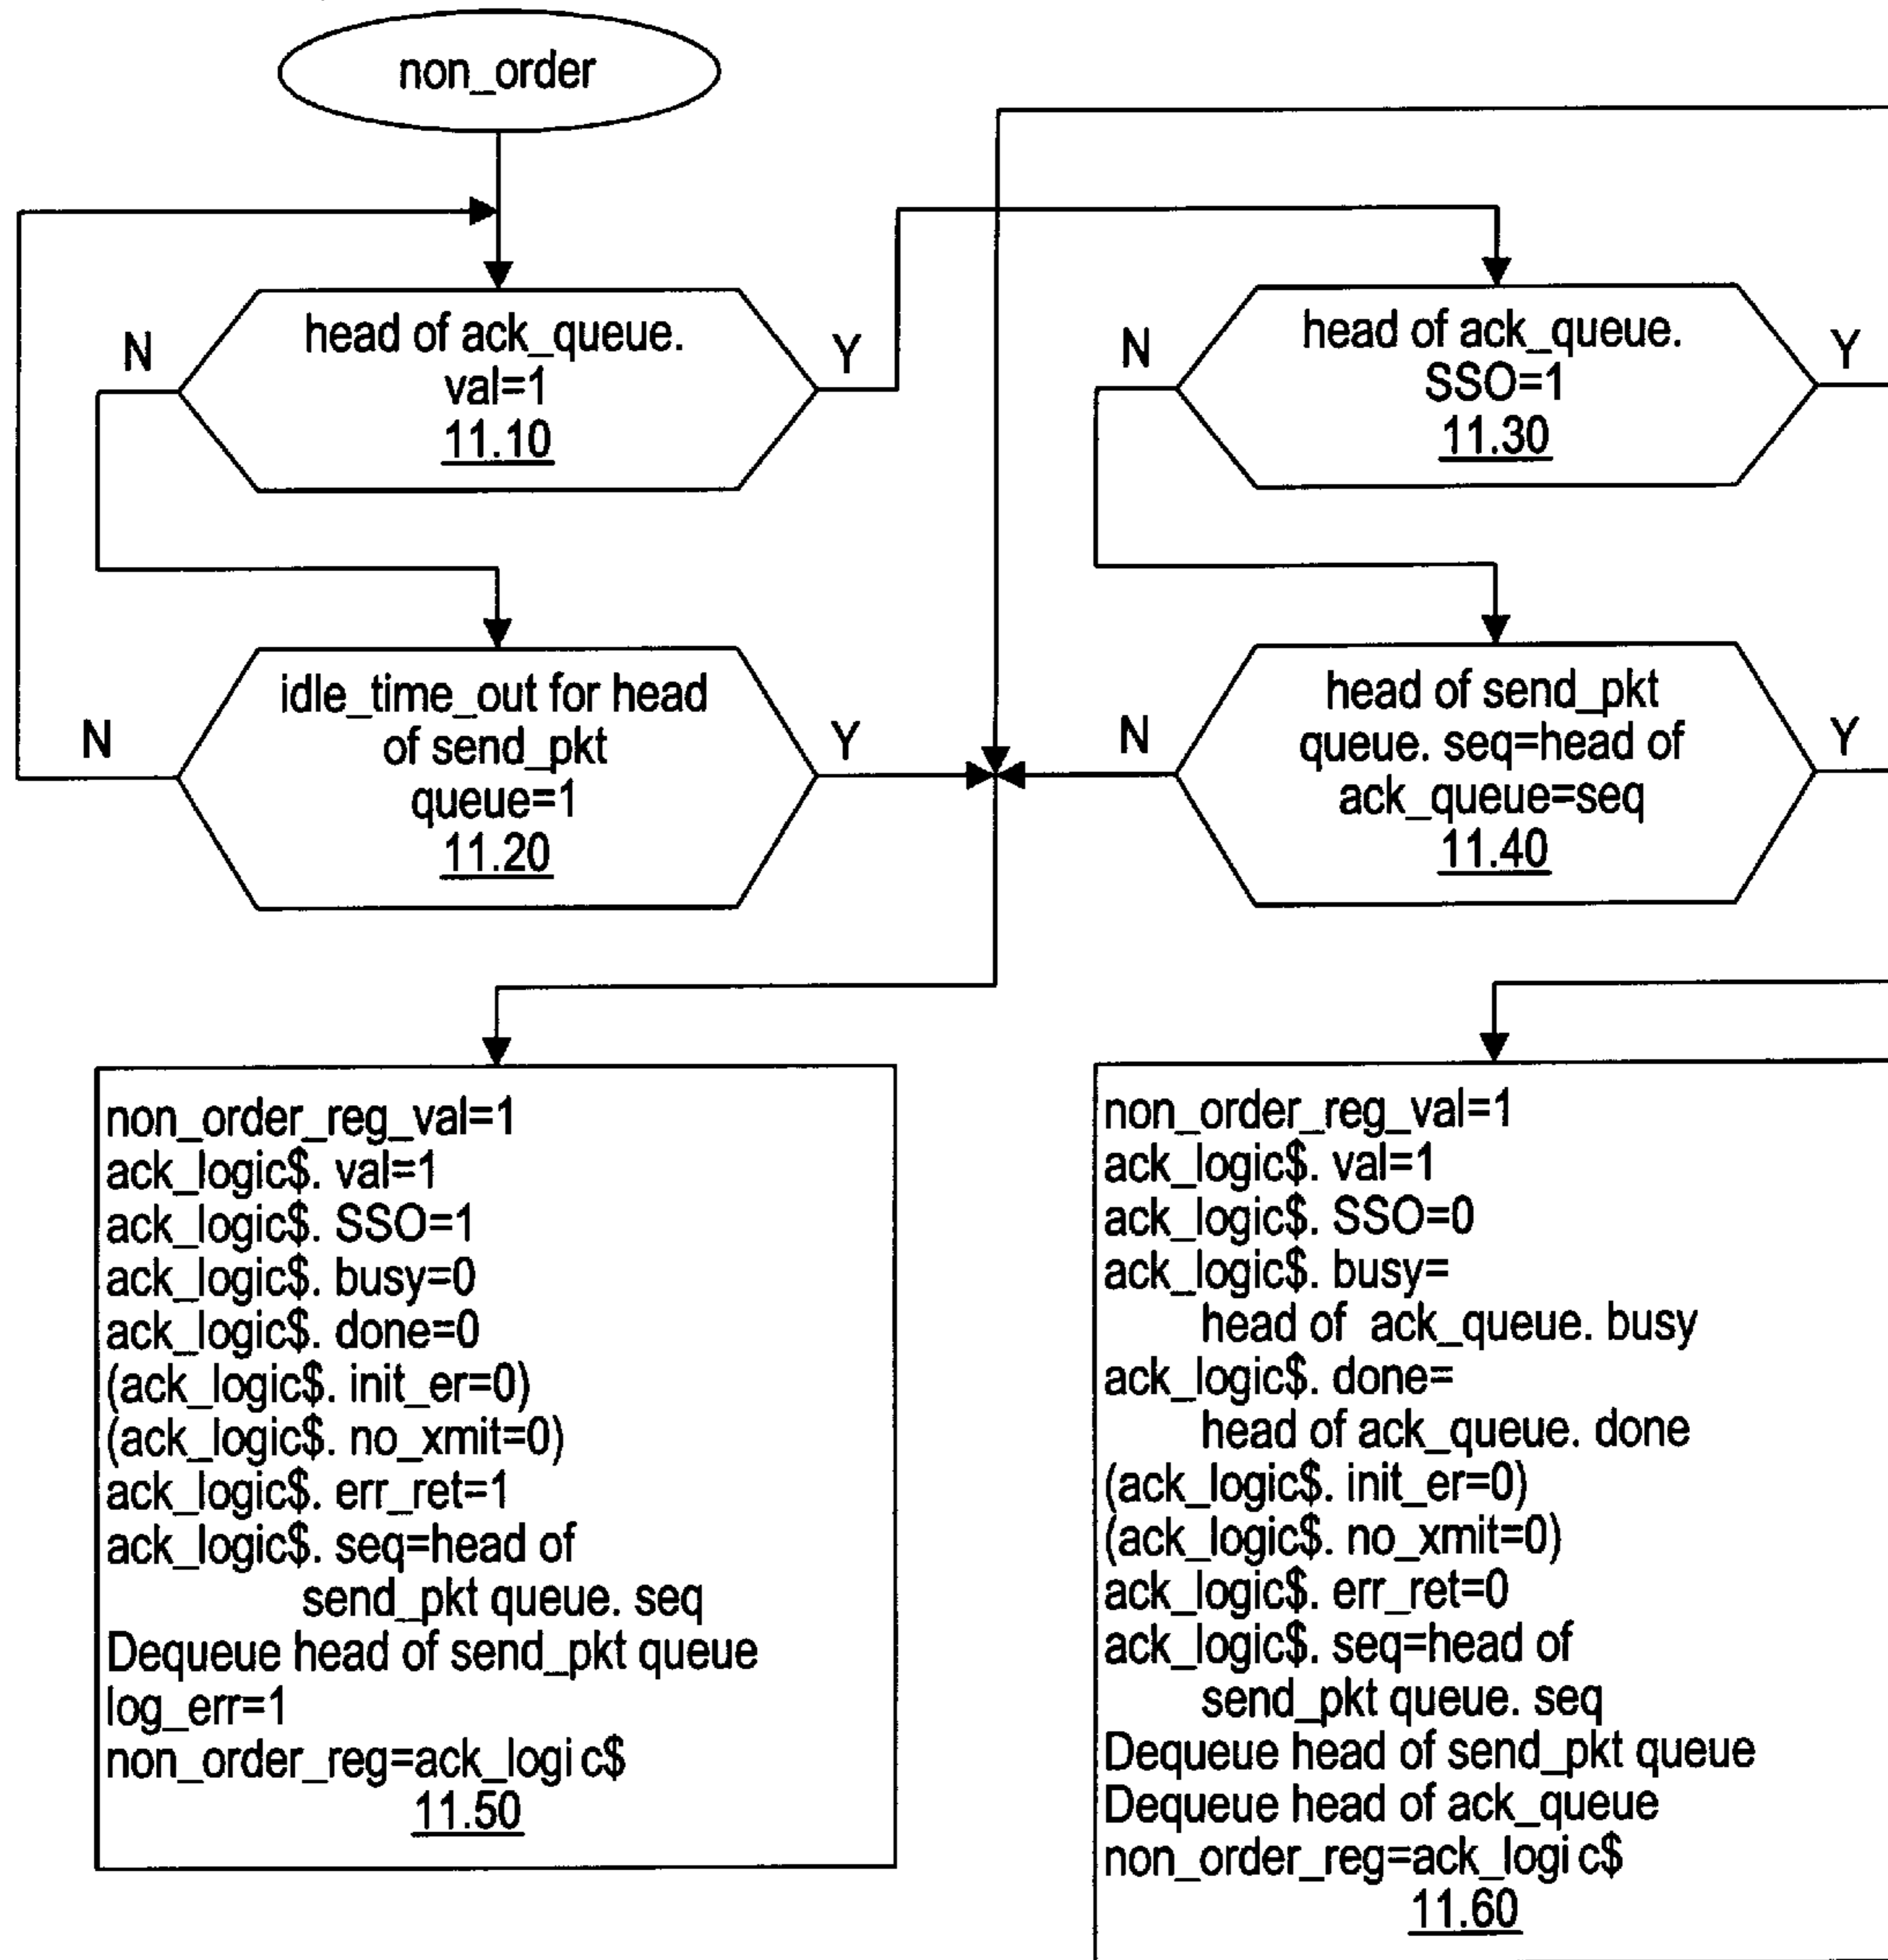 non_order
head of ack_queue.
val=1
11.10
N
Y
head of ack_queue.
SSO=1
11.30
N
Y
idle_time_out for head
of send_pkt
queue=1
11.20
N
Y
head of send_pkt
queue. seq=head of
ack_queue=seq
11.40
N
Y
non_order_reg_val=1
ack_logic$. val=1
ack_logic$. SSO=1
ack_logic$. busy=0
ack_logic$. done=0
(ack_logic$. init_er=0)
(ack_logic$. no_xmit=0)
ack_logic$. err_ret=1
ack_logic$. seq=head of
send_pkt queue. seq
Dequeue head of send_pkt queue
log_err=1
non_order_reg=ack_logic$
11.50
non_order_reg_val=1
ack_logic$. val=1
ack_logic$. SSO=0
ack_logic$. busy=
head of ack_queue. busy
ack_logic$. done=
head of ack_queue. done
(ack_logic$. init_er=0)
(ack_logic$. no_xmit=0)
ack_logic$. err_ret=0
ack_logic$. seq=head of
send_pkt queue. seq
Dequeue head of send_pkt queue
Dequeue head of ack_queue
non_order_reg=ack_logic$
11.60